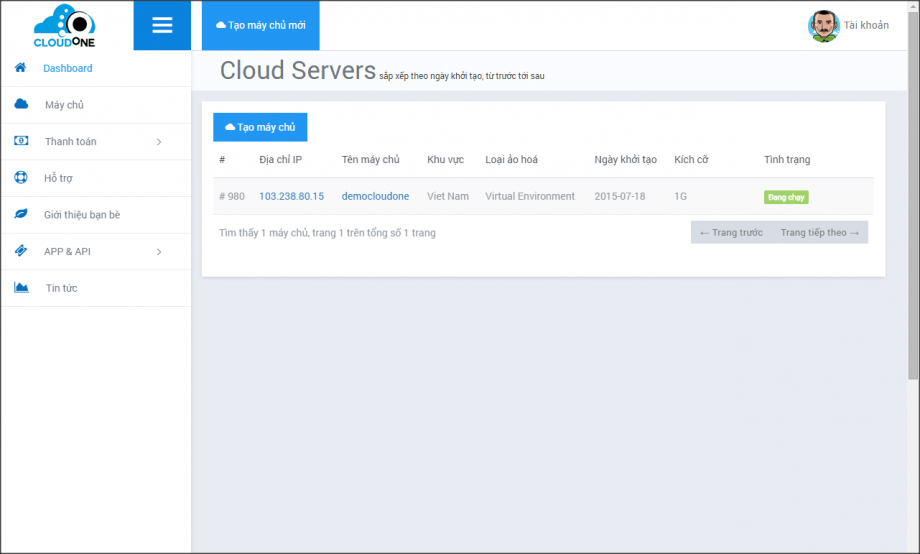 CLOUDONE
Tạo máy chủ mới
Tài khoản
Dashboard
Máy chủ
Thanh toán
Hỗ trợ
Giới thiệu bạn bè
APP & API
Tin tức
Cloud Servers sắp xếp theo ngày khởi tạo, từ trước tới sau
Tạo máy chủ
# Địa chỉ IP Tên máy chủ Khu vực Loại ảo hoá Ngày khởi tạo Kích cỡ Tình trạng
# 980 103.238.80.15 democloudone Viet Nam Virtual Environment 2015-07-18 1G Đang chạy
Tìm thấy 1 máy chủ, trang 1 trên tổng số 1 trang ← Trang trước Trang tiếp theo →